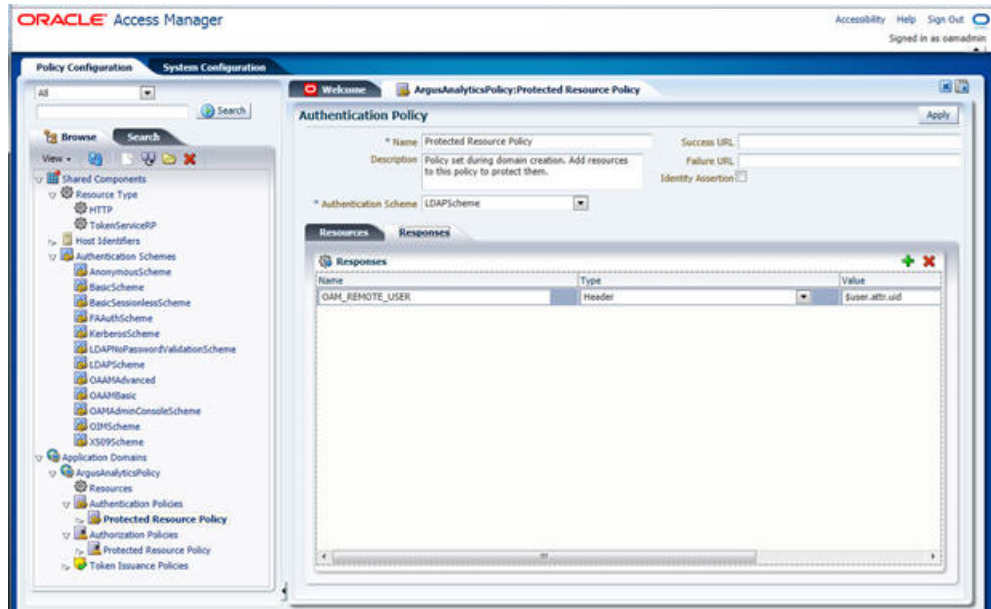 ORACLE Access Manager
Accessibility Help Sign Out
Signed in as oamadmin
Policy Configuration System Configuration
All
Search
Browse Search
View
Shared Components
Resource Type
HTTP
TokenServiceRP
Host Identifiers
Authentication Schemes
AnonymousScheme
BasicScheme
BasicSessionlessScheme
FAAuthScheme
KerberosScheme
LDAPNoPasswordValidationScheme
LDAPScheme
OAAMAdvanced
OAAMBasic
OAMAdminConsoleScheme
OIMScheme
X509Scheme
Application Domains
ArgusAnalyticsPolicy
Resources
Authentication Policies
Protected Resource Policy
Authorization Policies
Protected Resource Policy
Token Issuance Policies
Welcome ArgusAnalyticsPolicy:Protected Resource Policy
Authentication Policy Apply
* Name Protected Resource Policy
Description Policy set during domain creation. Add resources
to this policy to protect them.
* Authentication Scheme LDAPScheme
Success URL
Failure URL
Identity Assertion
Resources Responses
Responses
Name Type Value
OAM_REMOTE_USER Header $user.attr.uid